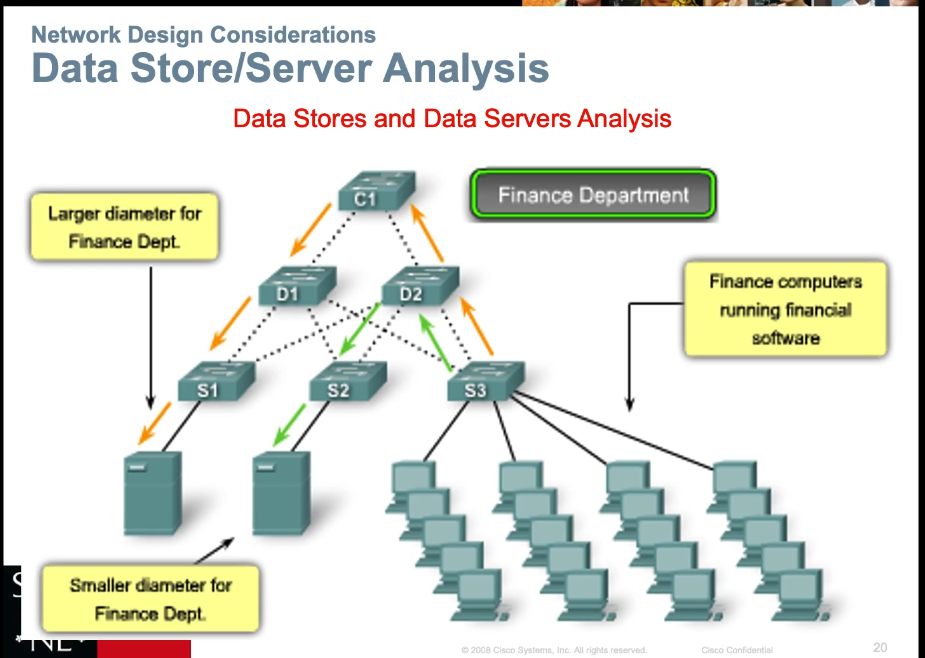 Network Design Considerations
Data Store/Server Analysis
Data Stores and Data Servers Analysis
C1
Finance Department
Larger diameter for
Finance Dept.
D1
D2
Finance computers
running financial
software
S1
S2
S3
Smaller diameter for
Finance Dept.
© 2008 Cisco Systems, Inc. All rights reserved.
Cisco Confidential
20